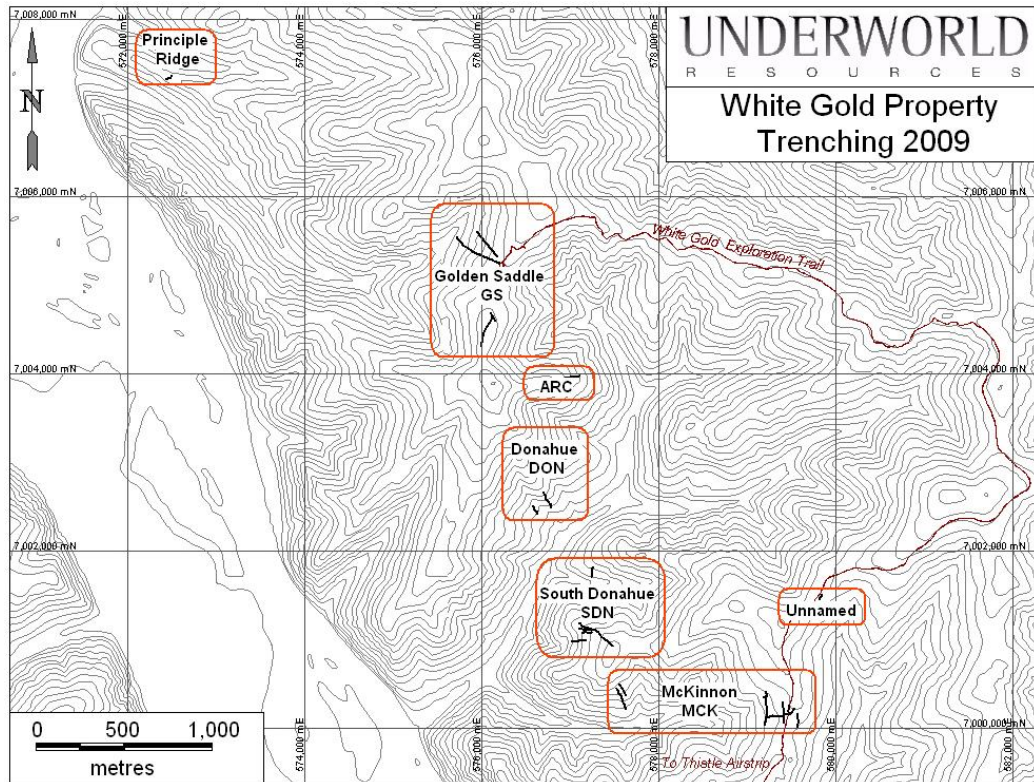 7,008,000 mN
572,000 mE
574,000 mE
576,000 mE
578,000 mE
UNDERWORLD
RESOURCES
White Gold Property
Trenching 2009
Principle
Ridge
N
7,006,000 mN
7,006,000 mN
White Gold Exploration Trail
Golden Saddle
GS
7,004,000 mN
7,004,000 mN
ARC
Donahue
DON
7,002,000 mN
7,002,000 mN
South Donahue
SDN
Unnamed
McKinnon
MCK
7,000,000 mN
0 500 1,000
metres
574,000 mE
576,000 mE
578,000 mE
580,000 mE
582,000 mE
To Thistle Airstrip